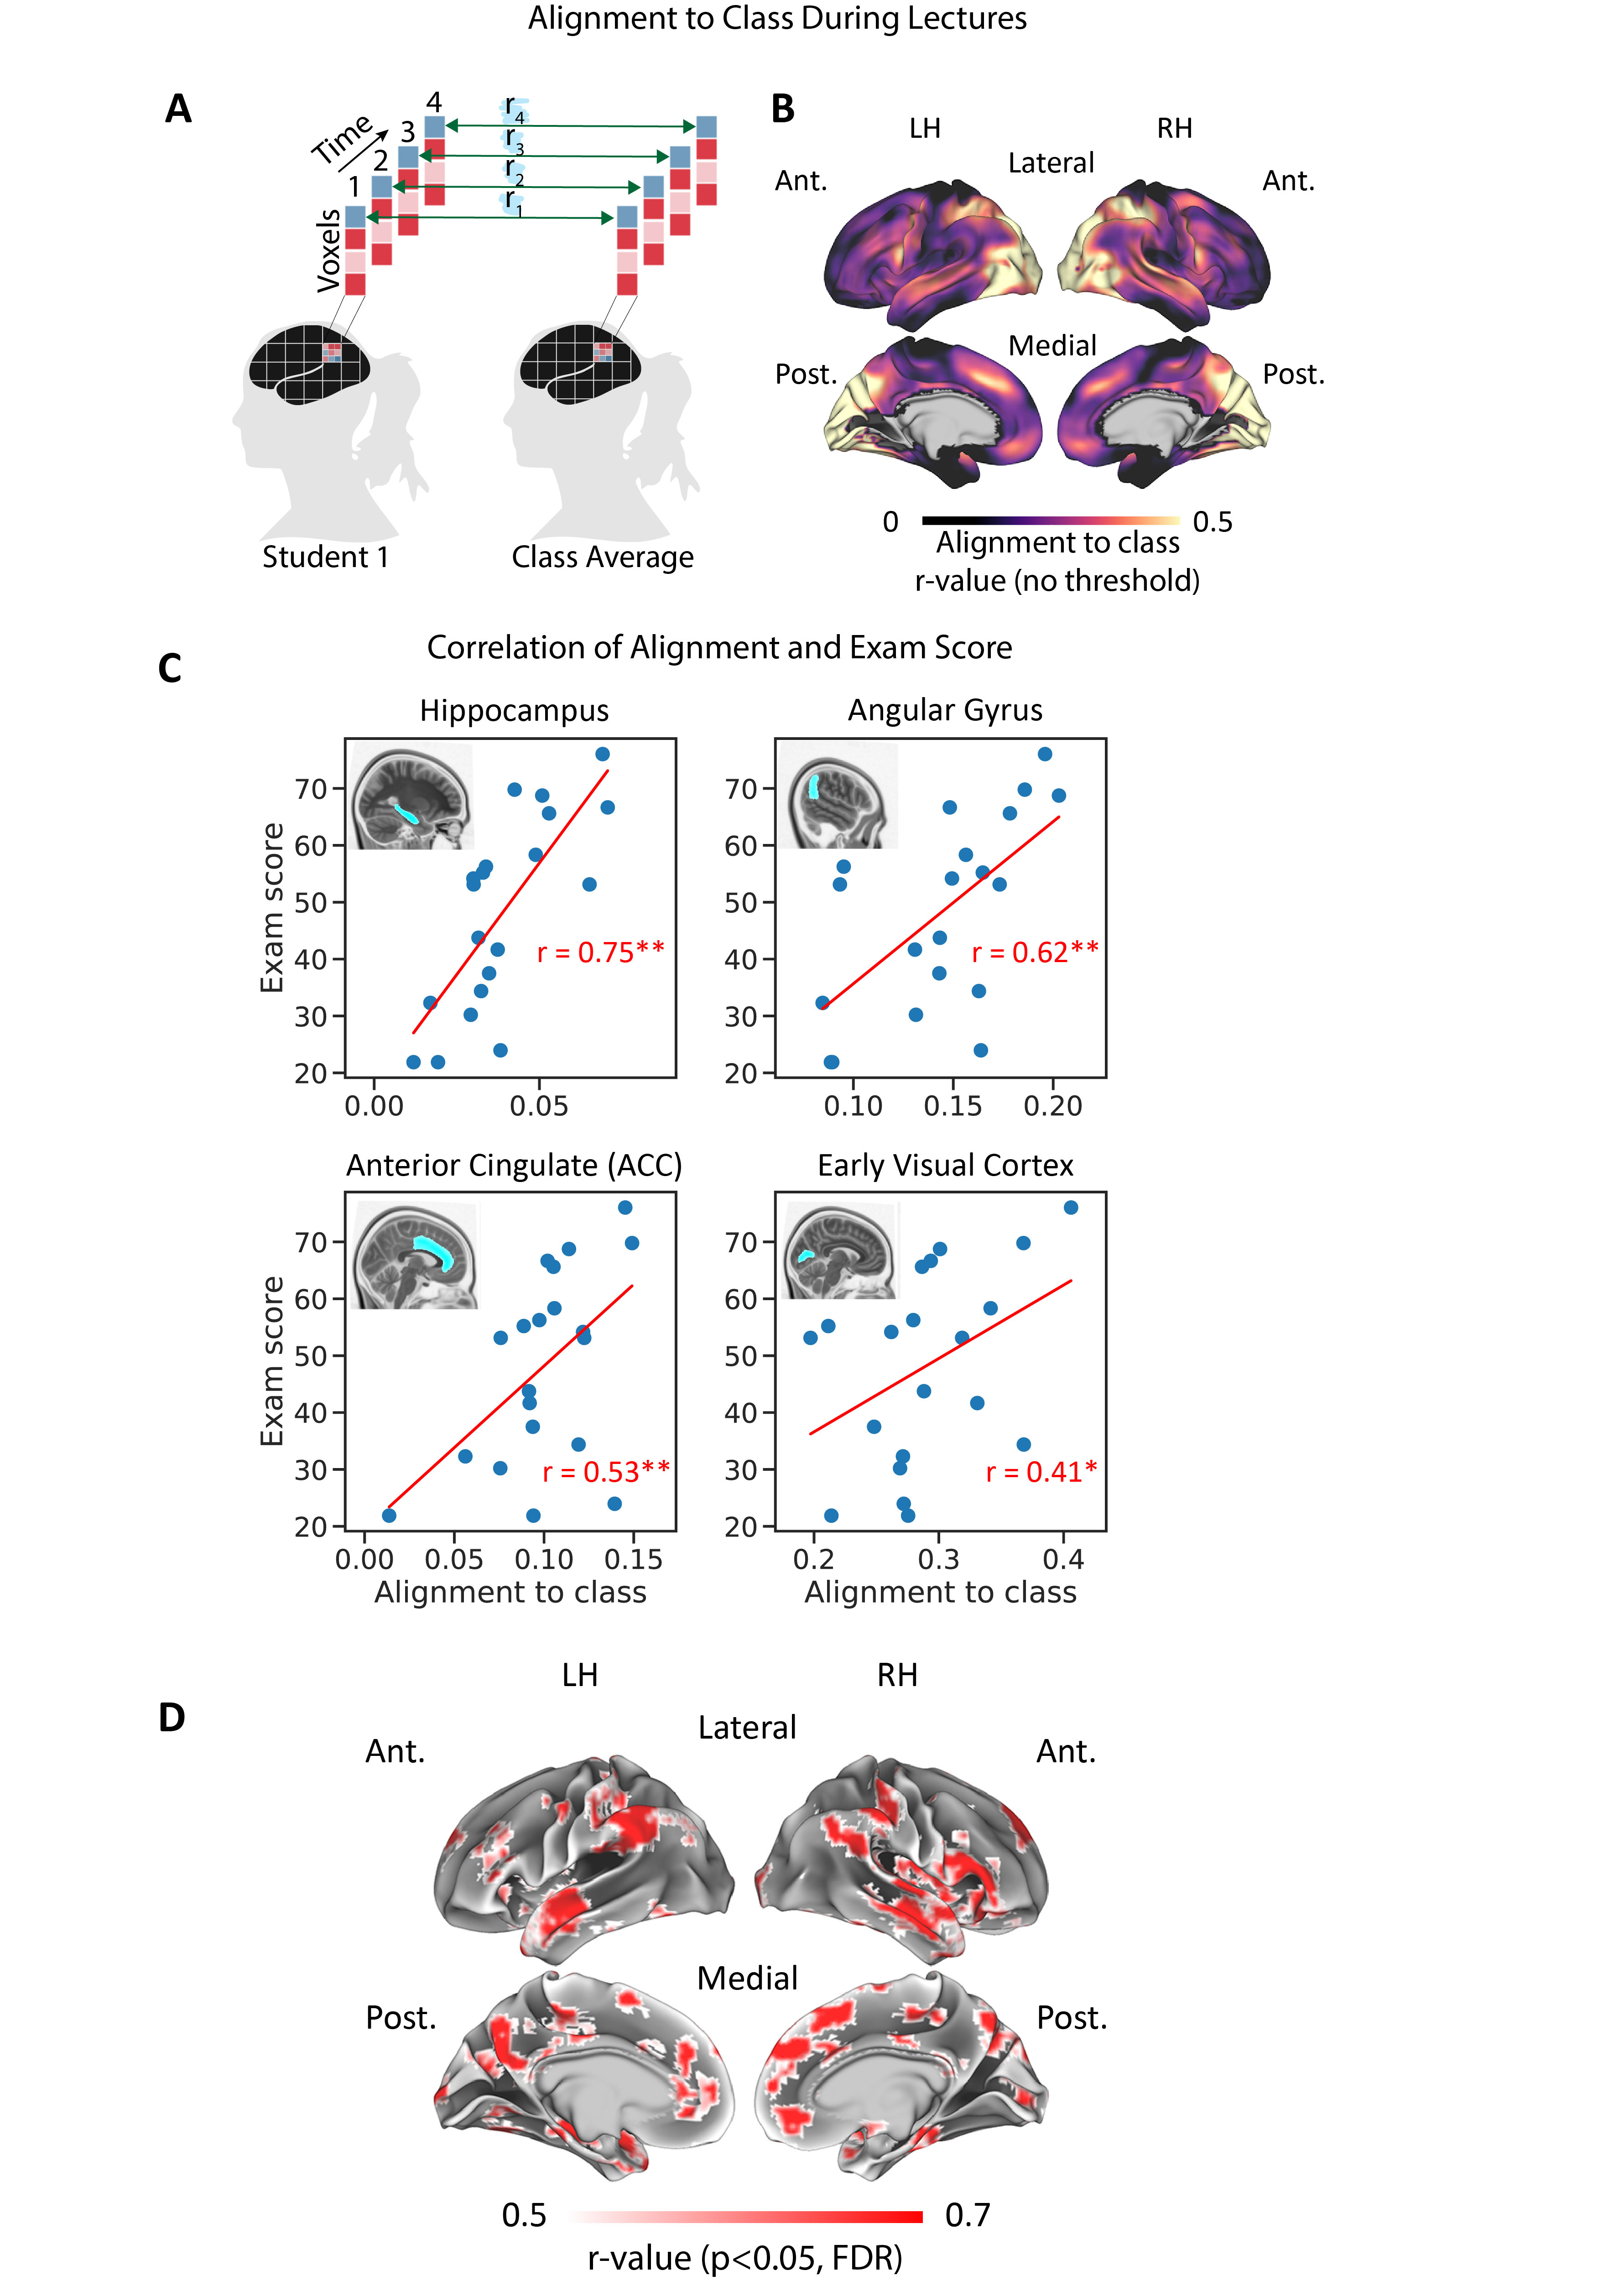 Alignment to Class During Lectures
A
Time
1
2
3
4
Voxels
r4
r3
r2
r1
Student 1
Class Average
B
LH
RH
Lateral
Ant.
Ant.
Medial
Post.
Post.
0
0.5
Alignment to class
r-value (no threshold)
C
Correlation of Alignment and Exam Score
Hippocampus
Exam score
70
60
50
40
30
20
0.00
0.05
r = 0.75**
Angular Gyrus
70
60
50
40
30
20
0.10
0.15
0.20
r = 0.62**
Anterior Cingulate (ACC)
Exam score
70
60
50
40
30
20
0.00
0.05
0.10
0.15
r = 0.53**
Alignment to class
Early Visual Cortex
70
60
50
40
30
20
0.2
0.3
0.4
r = 0.41*
Alignment to class
D
LH
RH
Lateral
Ant.
Ant.
Medial
Post.
Post.
0.5
0.7
r-value (p<0.05, FDR)